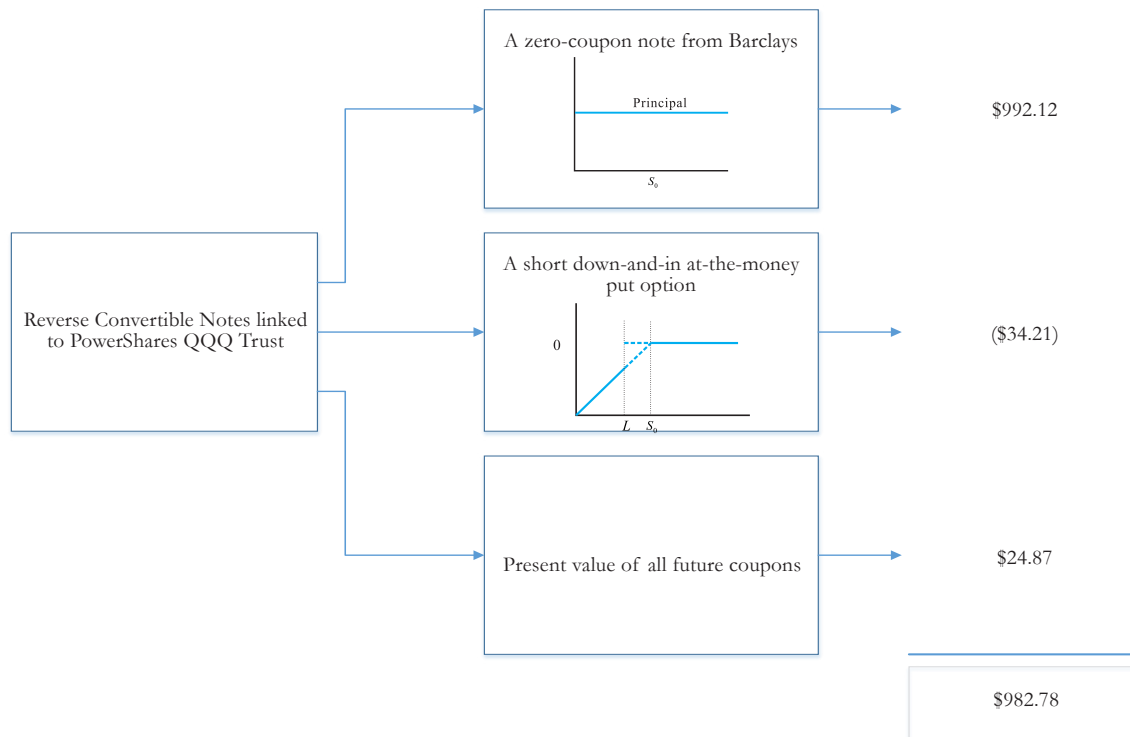 A zero-coupon note from Barclays
Principal
S₀
$992.12
Reverse Convertible Notes linked
to PowerShares QQQ Trust
A short down-and-in at-the-money
put option
0
L S₀
($34.21)
Present value of all future coupons
$24.87
$982.78